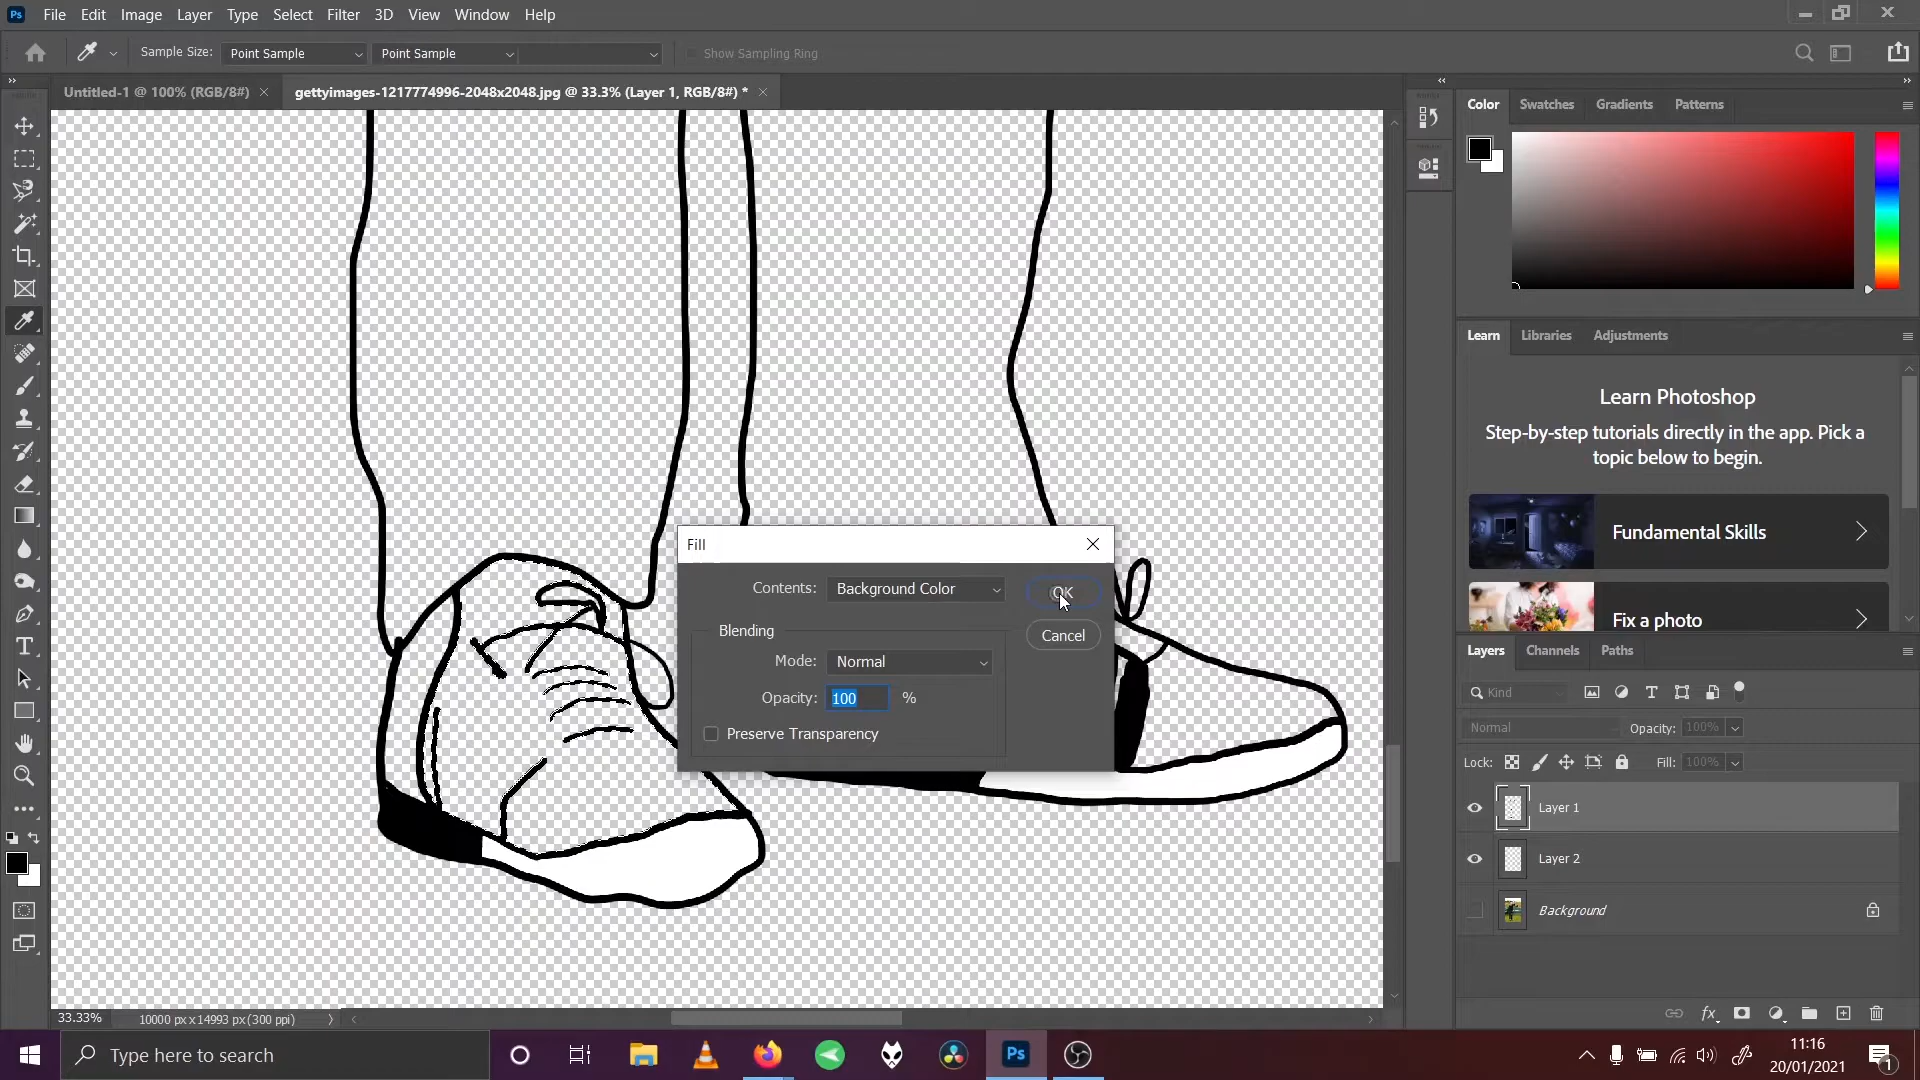 Ps File Edit Image Layer Type Select Filter 3D View Window Help
Sample Size: Point Sample Point Sample Show Sampling Ring
Untitled-1 @ 100% (RGB/8#) gettyimages-1217774996-2048x2048.jpg @ 33.3% (Layer 1, RGB/8#) *
Color Swatches Gradients Patterns
Learn Libraries Adjustments
Learn Photoshop
Step-by-step tutorials directly in the app. Pick a
topic below to begin.
Fundamental Skills
Fix a photo
Fill
Contents: Background Color OK
Blending Cancel
Mode: Normal
Opacity: 100 %
Preserve Transparency
Layers Channels Paths
Kind
Normal Opacity: 100%
Lock: Fill: 100%
Layer 1
Layer 2
Background
33.33% 10000 px x 14993 px (300 ppi)
Type here to search
Ps
11:16
20/01/2021
1